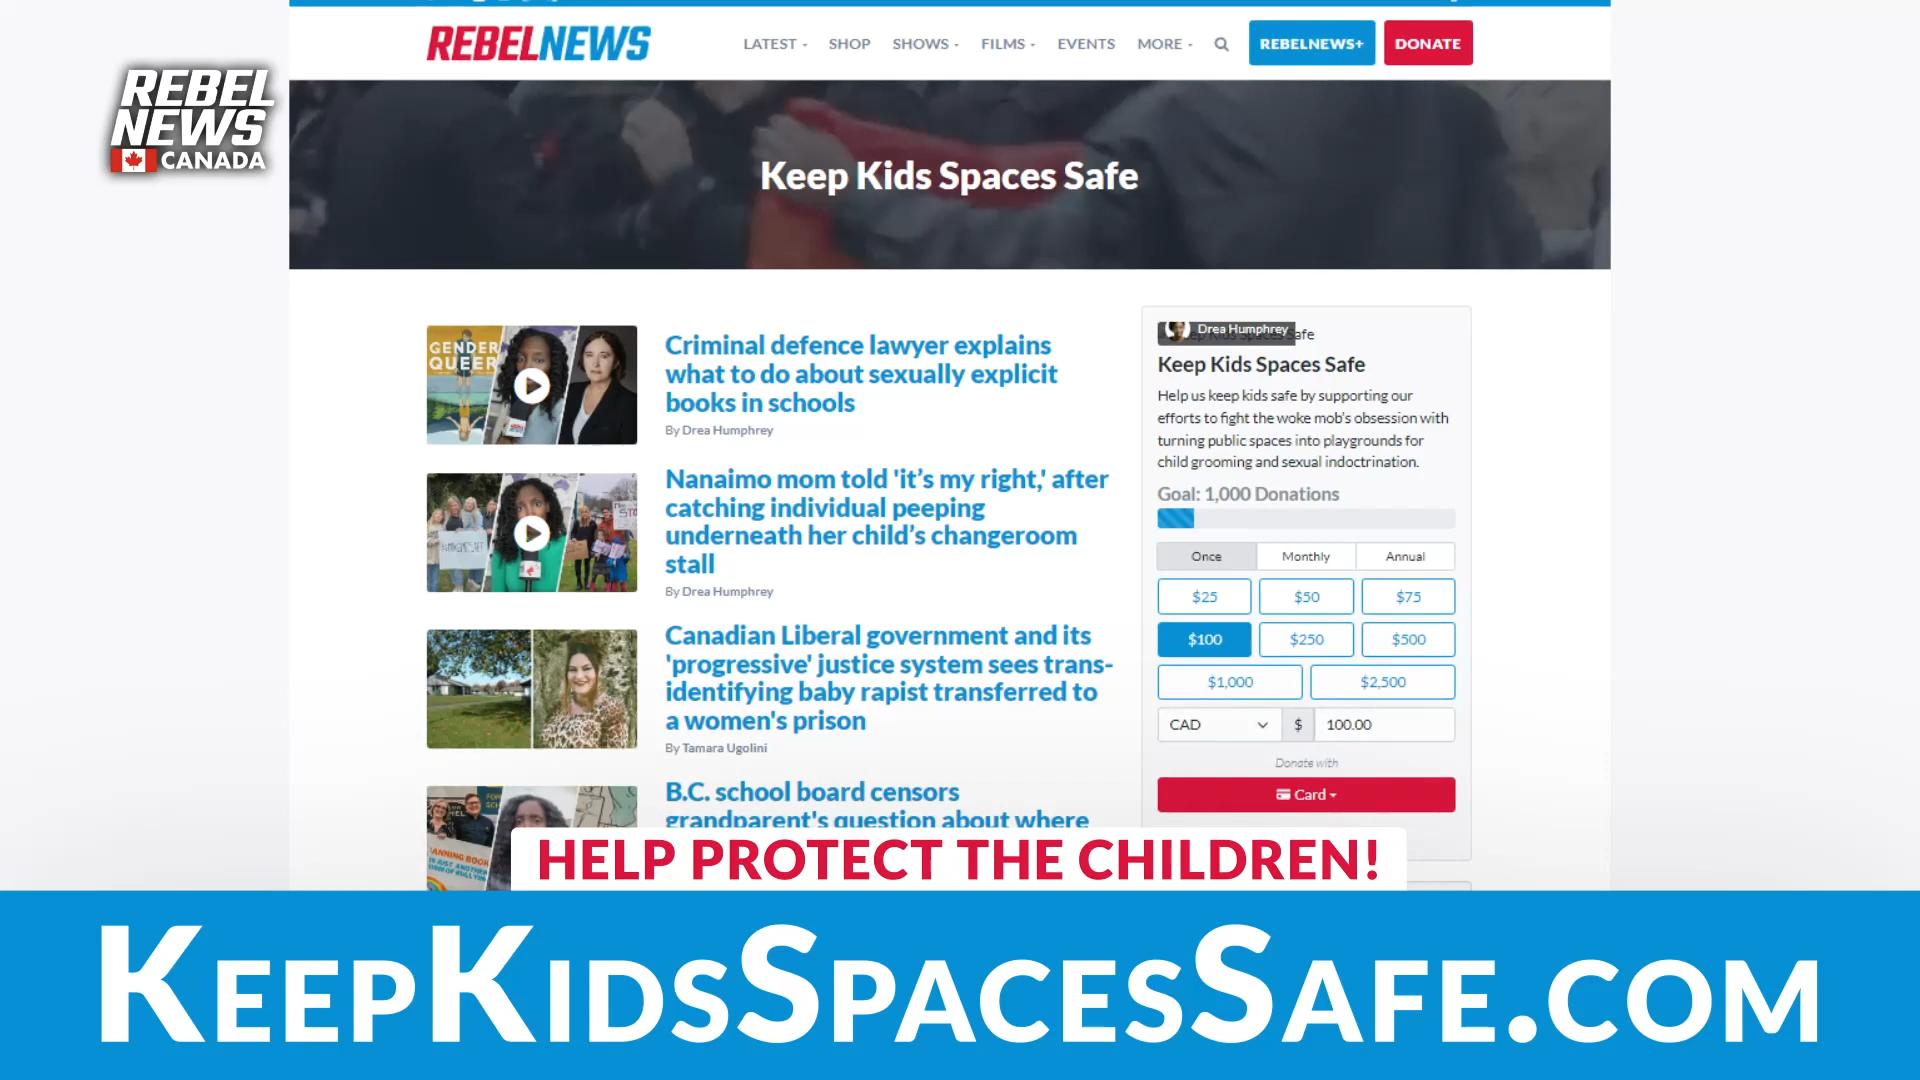 REBELNEWS
LATEST
SHOP
SHOWS
FILMS
EVENTS
MORE
REBELNEWS+
DONATE
REBEL
NEWS
CANADA
Keep Kids Spaces Safe
GENDER
QUEER
Criminal defence lawyer explains
what to do about sexually explicit
books in schools
By Drea Humphrey
Nanaimo mom told 'it’s my right,' after
catching individual peeping
underneath her child’s changeroom
stall
By Drea Humphrey
Canadian Liberal government and its
'progressive' justice system sees trans-
identifying baby rapist transferred to
a women's prison
By Tamara Ugolini
B.C. school board censors
grandparent's question about where
Drea Humphrey
Keep Kids Spaces Safe
Help us keep kids safe by supporting our
efforts to fight the woke mob’s obsession with
turning public spaces into playgrounds for
child grooming and sexual indoctrination.
Goal: 1,000 Donations
Once
Monthly
Annual
$25
$50
$75
$100
$250
$500
$1,000
$2,500
CAD
$
100.00
Donate with
Card
HELP PROTECT THE CHILDREN!
KEEPKIDSSPACESSAFE.COM